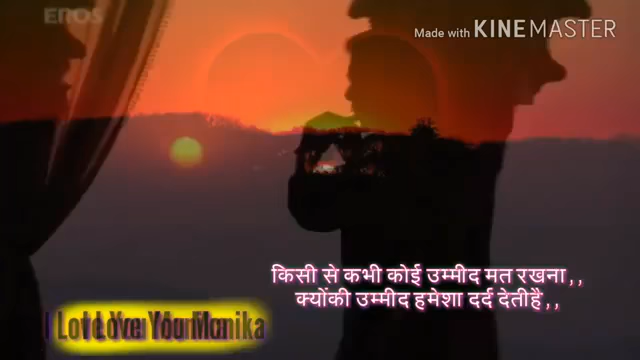 EROS
Made with KINEMASTER
किसी से कभी कोई उम्मीद मत रखना,,
क्योंकी उम्मीद हमेशा दर्द देतीहै,,
I Love You Monika